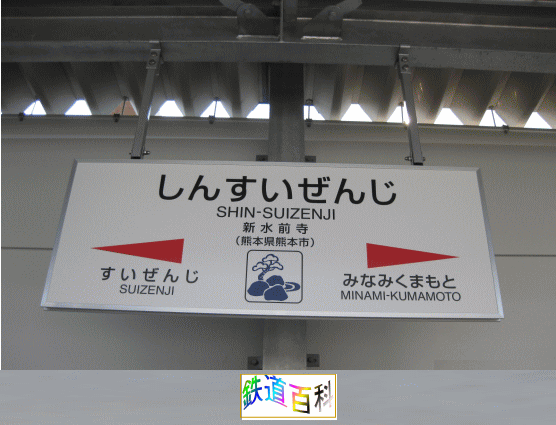 しんすいぜんじ
SHIN-SUIZENJI
新水前寺
(熊本県熊本市)
すいぜんじ
SUIZENJI
みなみくまもと
MINAMI-KUMAMOTO
鉄道百科